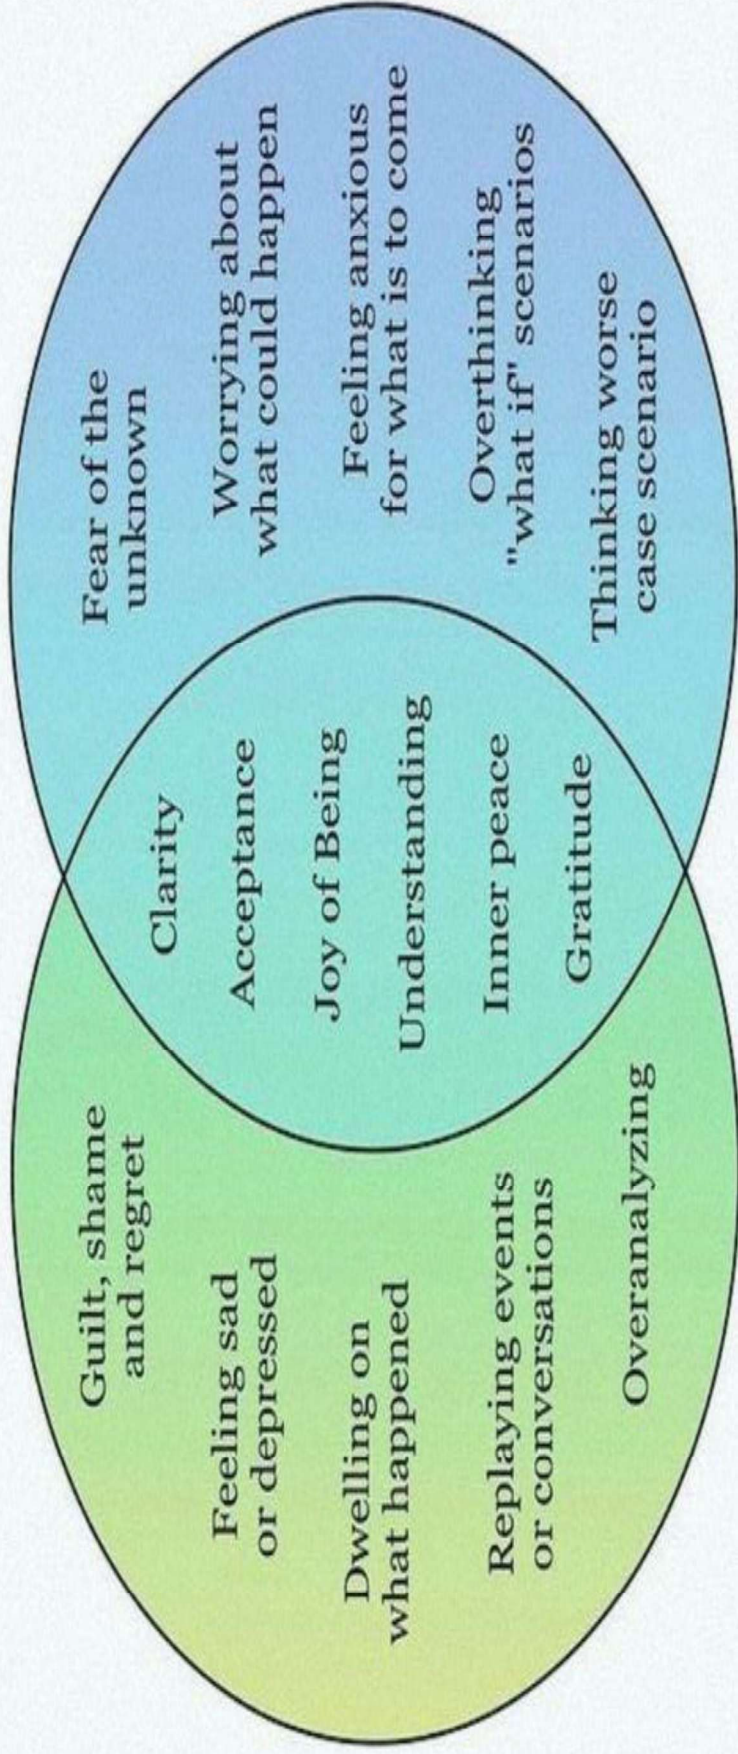 Guilt, shame
and regret
Feeling sad
or depressed
Dwelling on
what happened
Replaying events
or conversations
Overanalyzing
Clarity
Acceptance
Joy of Being
Understanding
Inner peace
Gratitude
Fear of the
unknown
Worrying about
what could happen
Feeling anxious
for what is to come
Overthinking
"what if" scenarios
Thinking worse
case scenario